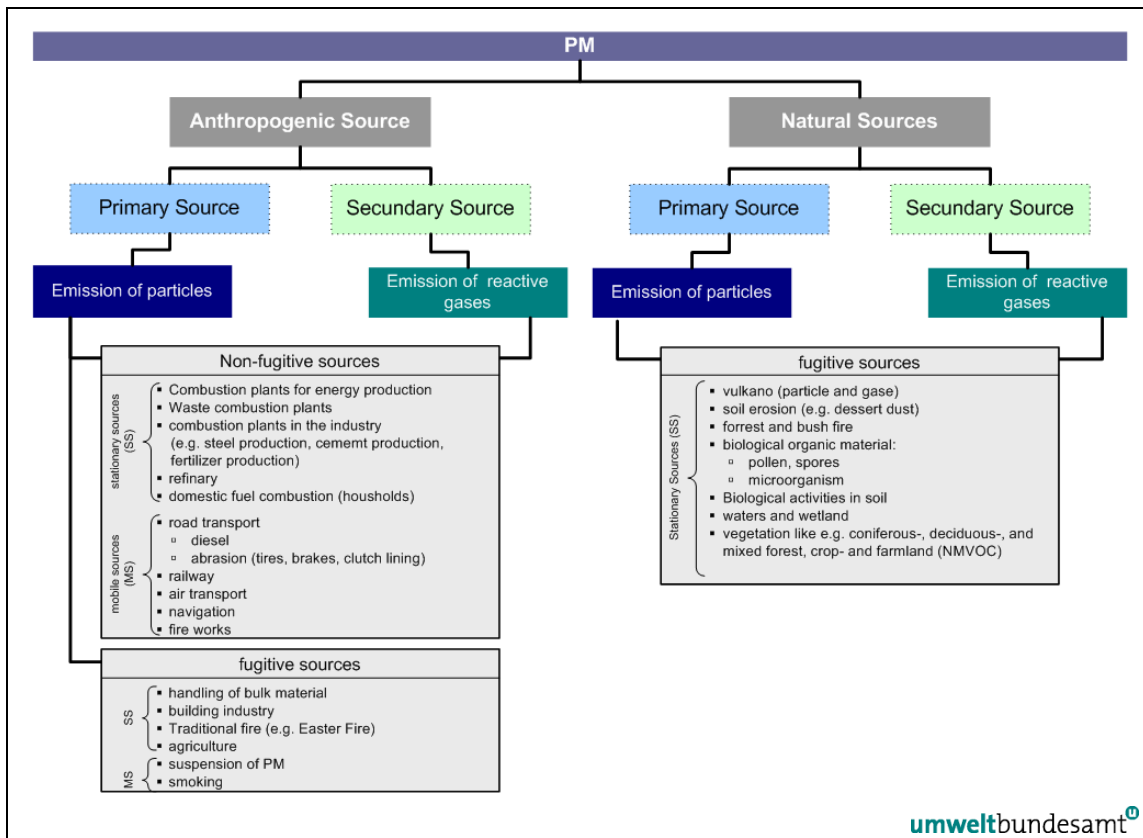 PM
Anthropogenic Source
Natural Sources
Primary Source
Secundary Source
Primary Source
Secundary Source
Emission of particles
Emission of reactive
gases
Emission of particles
Emission of reactive
gases
Non-fugitive sources
stationary sources
(SS)
Combustion plants for energy production
Waste combustion plants
combustion plants in the industry
(e.g. steel production, cememt production,
fertilizer production)
refinary
domestic fuel combustion (housholds)
mobile sources
(MS)
road transport
diesel
abrasion (tires, brakes, clutch lining)
railway
air transport
navigation
fire works
fugitive sources
SS
handling of bulk material
building industry
Traditional fire (e.g. Easter Fire)
agriculture
MS
suspension of PM
smoking
fugitive sources
Stationary Sources (SS)
vulkano (particle and gase)
soil erosion (e.g. dessert dust)
forrest and bush fire
biological organic material:
pollen, spores
microorganism
Biological activities in soil
waters and wetland
vegetation like e.g. coniferous-, deciduous-, and
mixed forest, crop- and farmland (NMVOC)
umweltbundesamt u